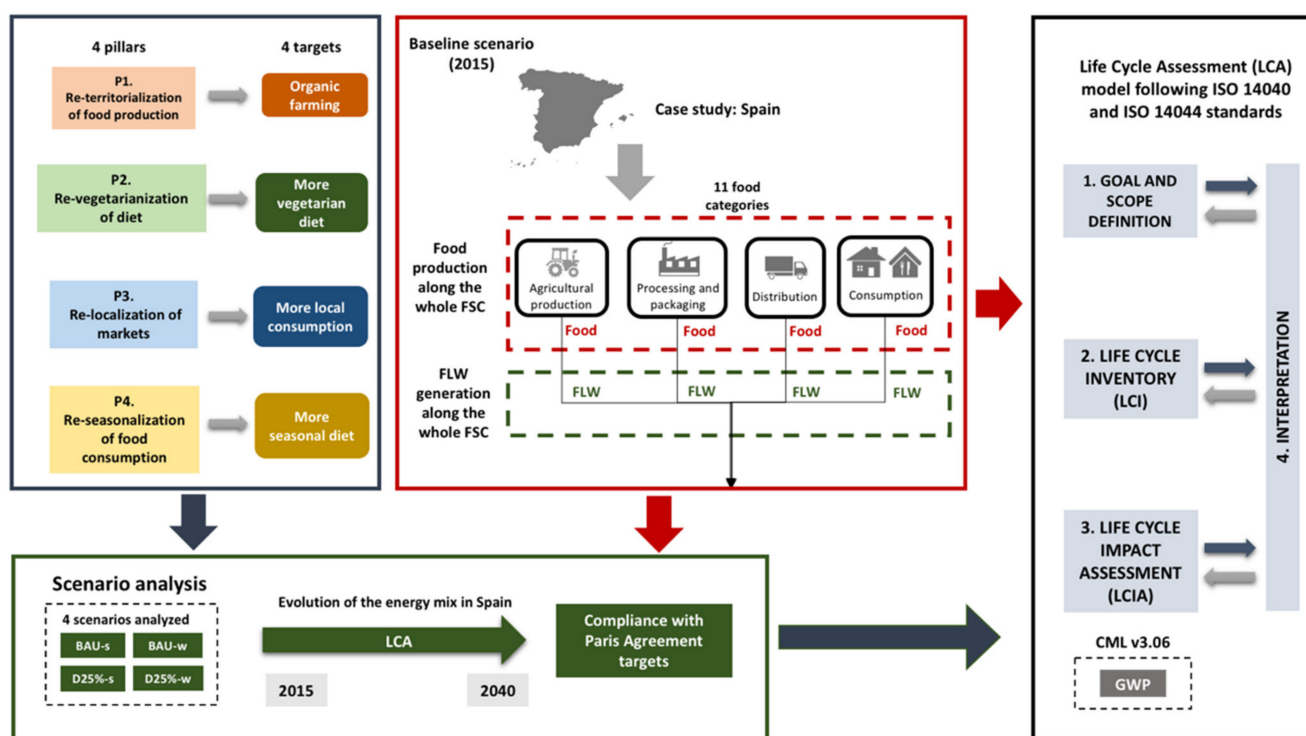 4 pillars
4 targets
P1.
Re-territorialization
of food production
Organic
farming
P2.
Re-vegetarianization
of diet
More
vegetarian
diet
P3.
Re-localization of
markets
More local
consumption
P4.
Re-seasonalization
of food
consumption
More
seasonal diet
Baseline scenario
(2015)
Case study: Spain
11 food
categories
Food
production
along the
whole FSC
Agricultural
production
Processing and
packaging
Distribution
Consumption
Food
Food
Food
Food
FLW
generation
along the
whole FSC
FLW
FLW
FLW
FLW
Scenario analysis
4 scenarios analyzed
BAU-s
BAU-w
D25%-s
D25%-w
Evolution of the energy mix in Spain
LCA
2015
2040
Compliance with
Paris Agreement
targets
Life Cycle Assessment (LCA)
model following ISO 14040
and ISO 14044 standards
1. GOAL AND
SCOPE
DEFINITION
2. LIFE CYCLE
INVENTORY
(LCI)
3. LIFE CYCLE
IMPACT
ASSESSMENT
(LCIA)
4. INTERPRETATION
CML v3.06
GWP